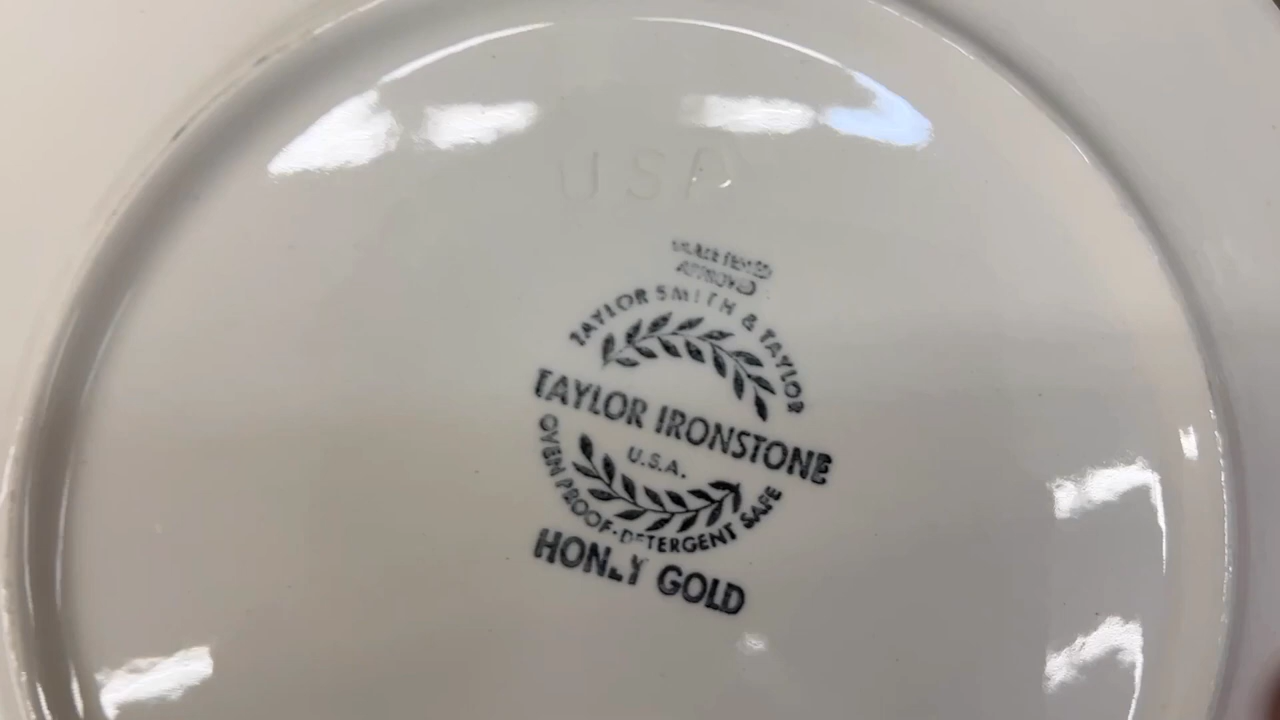 USA
APPROVED
TAYLOR SMITH & TAYLOR
TAYLOR IRONSTONE
U.S.A.
OVEN PROOF-DETERGENT SAFE
HONEY GOLD